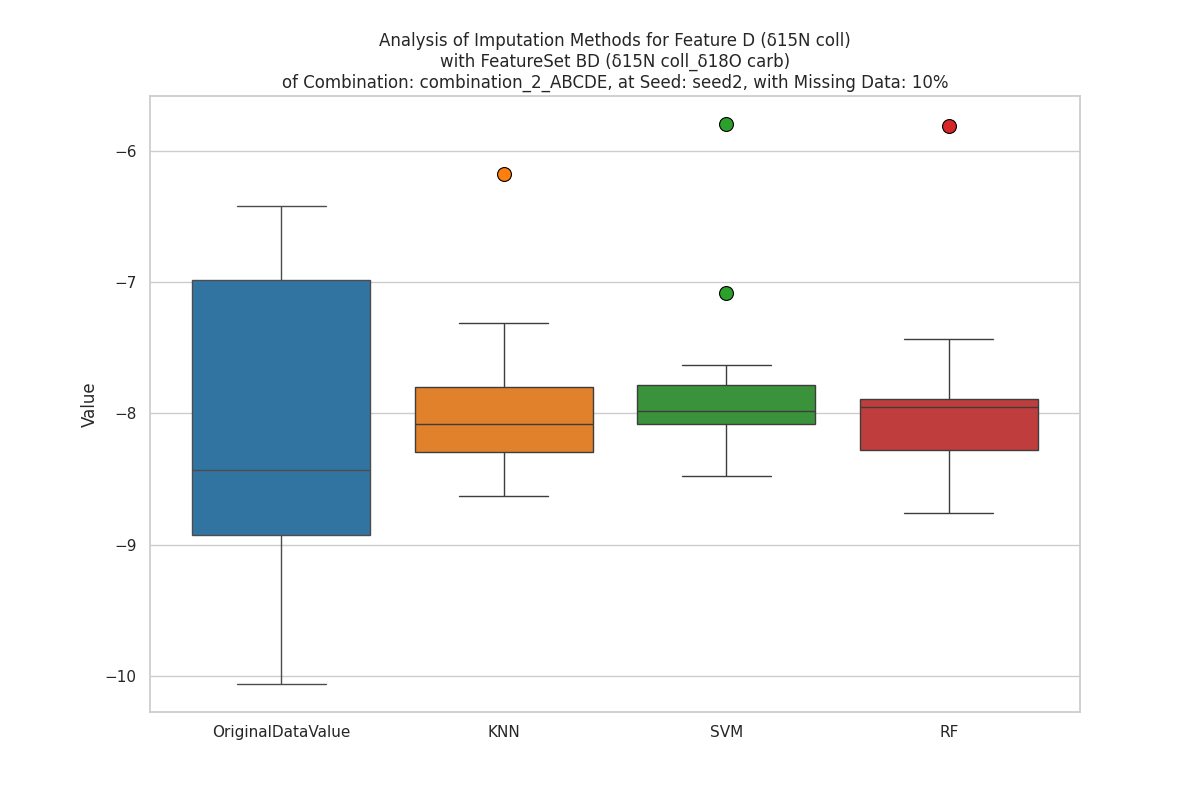 Analysis of Imputation Methods for Feature D (δ15N coll)
with FeatureSet BD (δ15N coll_δ18O carb)
of Combination: combination_2_ABCDE, at Seed: seed2, with Missing Data: 10%
Value
−6
−7
−8
−9
−10
OriginalDataValue
KNN
SVM
RF